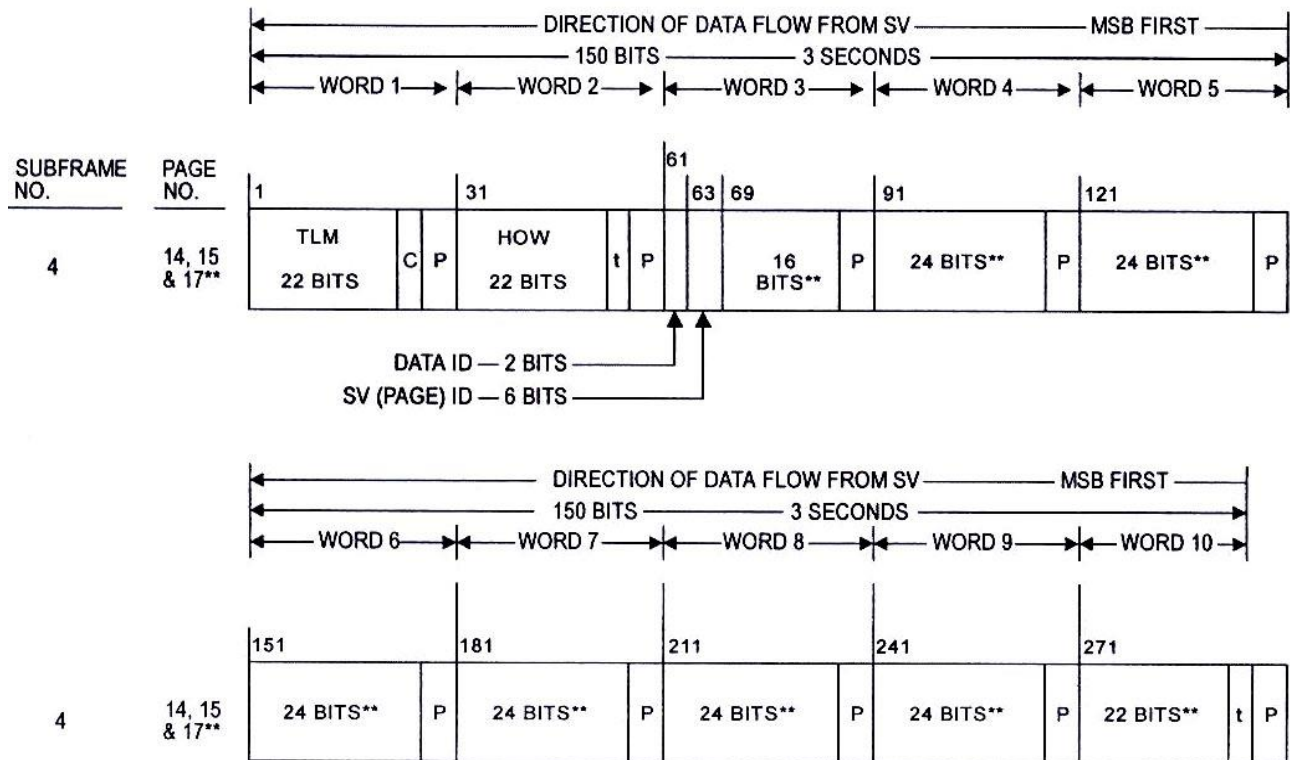 DIRECTION OF DATA FLOW FROM SV MSB FIRST
150 BITS 3 SECONDS
WORD 1 WORD 2 WORD 3 WORD 4 WORD 5
SUBFRAME NO.
PAGE NO.
1 31 61 63 69 91 121
4
14, 15 & 17**
TLM 22 BITS
C
P
HOW 22 BITS
t
P
16 BITS**
P
24 BITS**
P
24 BITS**
P
DATA ID — 2 BITS
SV (PAGE) ID — 6 BITS
DIRECTION OF DATA FLOW FROM SV MSB FIRST
150 BITS 3 SECONDS
WORD 6 WORD 7 WORD 8 WORD 9 WORD 10
151 181 211 241 271
4
14, 15 & 17**
24 BITS**
P
24 BITS**
P
24 BITS**
P
24 BITS**
P
22 BITS**
t
P